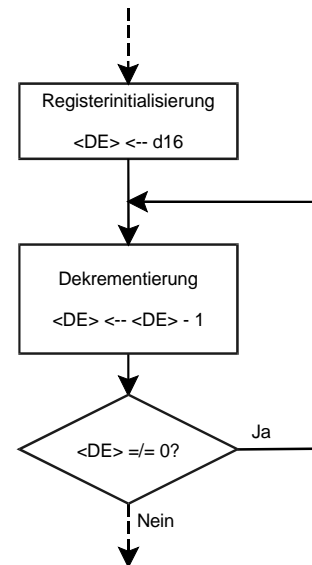 Registerinitialisierung
<DE> <-- d16
Dekrementierung
<DE> <-- <DE> - 1
<DE> =/= 0?
Ja
Nein